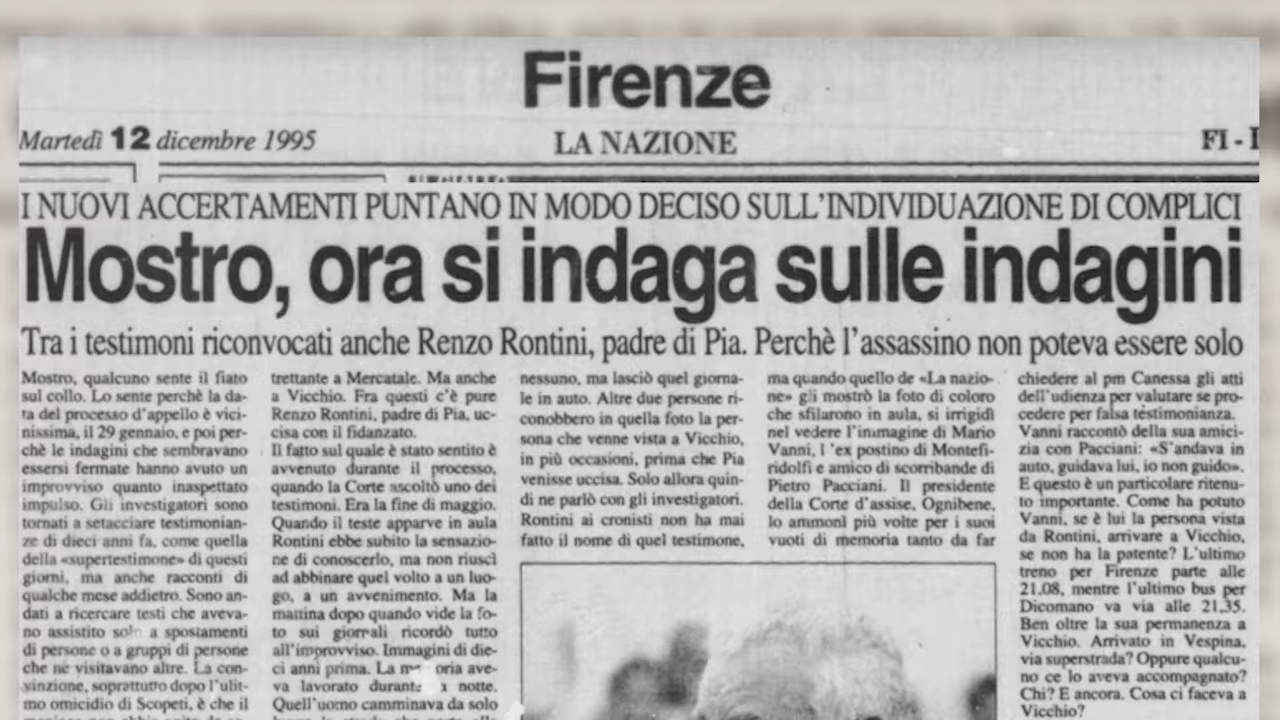 Firenze
Martedì 12 dicembre 1995
LA NAZIONE
FI -
I NUOVI ACCERTAMENTI PUNTANO IN MODO DECISO SULL'INDIVIDUAZIONE DI COMPLICI
Mostro, ora si indaga sulle indagini
Tra i testimoni riconvocati anche Renzo Rontini, padre di Pia. Perchè l'assassino non poteva essere solo
Mostro, qualcuno sente il fiato
sul collo. Lo sente perchè la da-
ta del processo d'appello è vici-
nissima, il 29 gennaio, e poi per-
chè le indagini che sembravano
essersi fermate hanno avuto un
improvviso quanto inaspettato
impulso. Gli investigatori sono
tornati a setacciare testimonian-
ze di dieci anni fa, come quella
della «supertestimone» di questi
giorni, ma anche racconti di
qualche mese addietro. Sono an-
dati a ricercare testi che aveva-
no assistito solo a spostamenti
di persone o a gruppi di persone
che ne visitavano altre. La con-
vinzione, soprattutto dopo l'ulit-
mo omicidio di Scopeti, è che il
trettante a Mercatale. Ma anche
a Vicchio. Fra questi c'è pure
Renzo Rontini, padre di Pia, uc-
cisa con il fidanzato.
Il fatto sul quale è stato sentito è
avvenuto durante il processo,
quando la Corte ascoltò uno dei
testimoni. Era la fine di maggio.
Quando il teste apparve in aula
Rontini ebbe subito la sensazio-
ne di conoscerlo, ma non riuscì
ad abbinare quel volto a un luo-
go, a un avvenimento. Ma la
mattina dopo quando vide la fo-
to sui giornali ricordò tutto
all'improvviso. Immagini di die-
ci anni prima. La memoria ave-
va lavorato durante notte.
Quell'uomo camminava da solo
nessuno, ma lasciò quel giorna-
le in auto. Altre due persone ri-
conobbero in quella foto la per-
sona che venne vista a Vicchio,
in più occasioni, prima che Pia
venisse uccisa. Solo allora quin-
di ne parlò con gli investigatori.
Rontini ai cronisti non ha mai
fatto il nome di quel testimone,
ma quando quello de «La nazio-
ne» gli mostrò la foto di coloro
che sfilarono in aula, si irrigidì
nel vedere l'immagine di Mario
Vanni, l 'ex postino di Montefi-
ridolfi e amico di scorribande di
Pietro Pacciani. Il presidente
della Corte d'assise, Ognibene,
lo ammonì più volte per i suoi
vuoti di memoria tanto da far
chiedere al pm Canessa gli atti
dell'udienza per valutare se pro-
cedere per falsa testimonianza.
Vanni raccontò della sua amici-
zia con Pacciani: «S'andava in
auto, guidava lui, io non guido».
E questo è un particolare ritenu-
to importante. Come ha potuto
Vanni, se è lui la persona vista
da Rontini, arrivare a Vicchio,
se non ha la patente? L'ultimo
treno per Firenze parte alle
21.08, mentre l'ultimo bus per
Dicomano va via alle 21,35.
Ben oltre la sua permanenza a
Vicchio. Arrivato in Vespina,
via superstrada? Oppure qualcu-
no ce lo aveva accompagnato?
Chi? E ancora. Cosa ci faceva a
Vicchio?